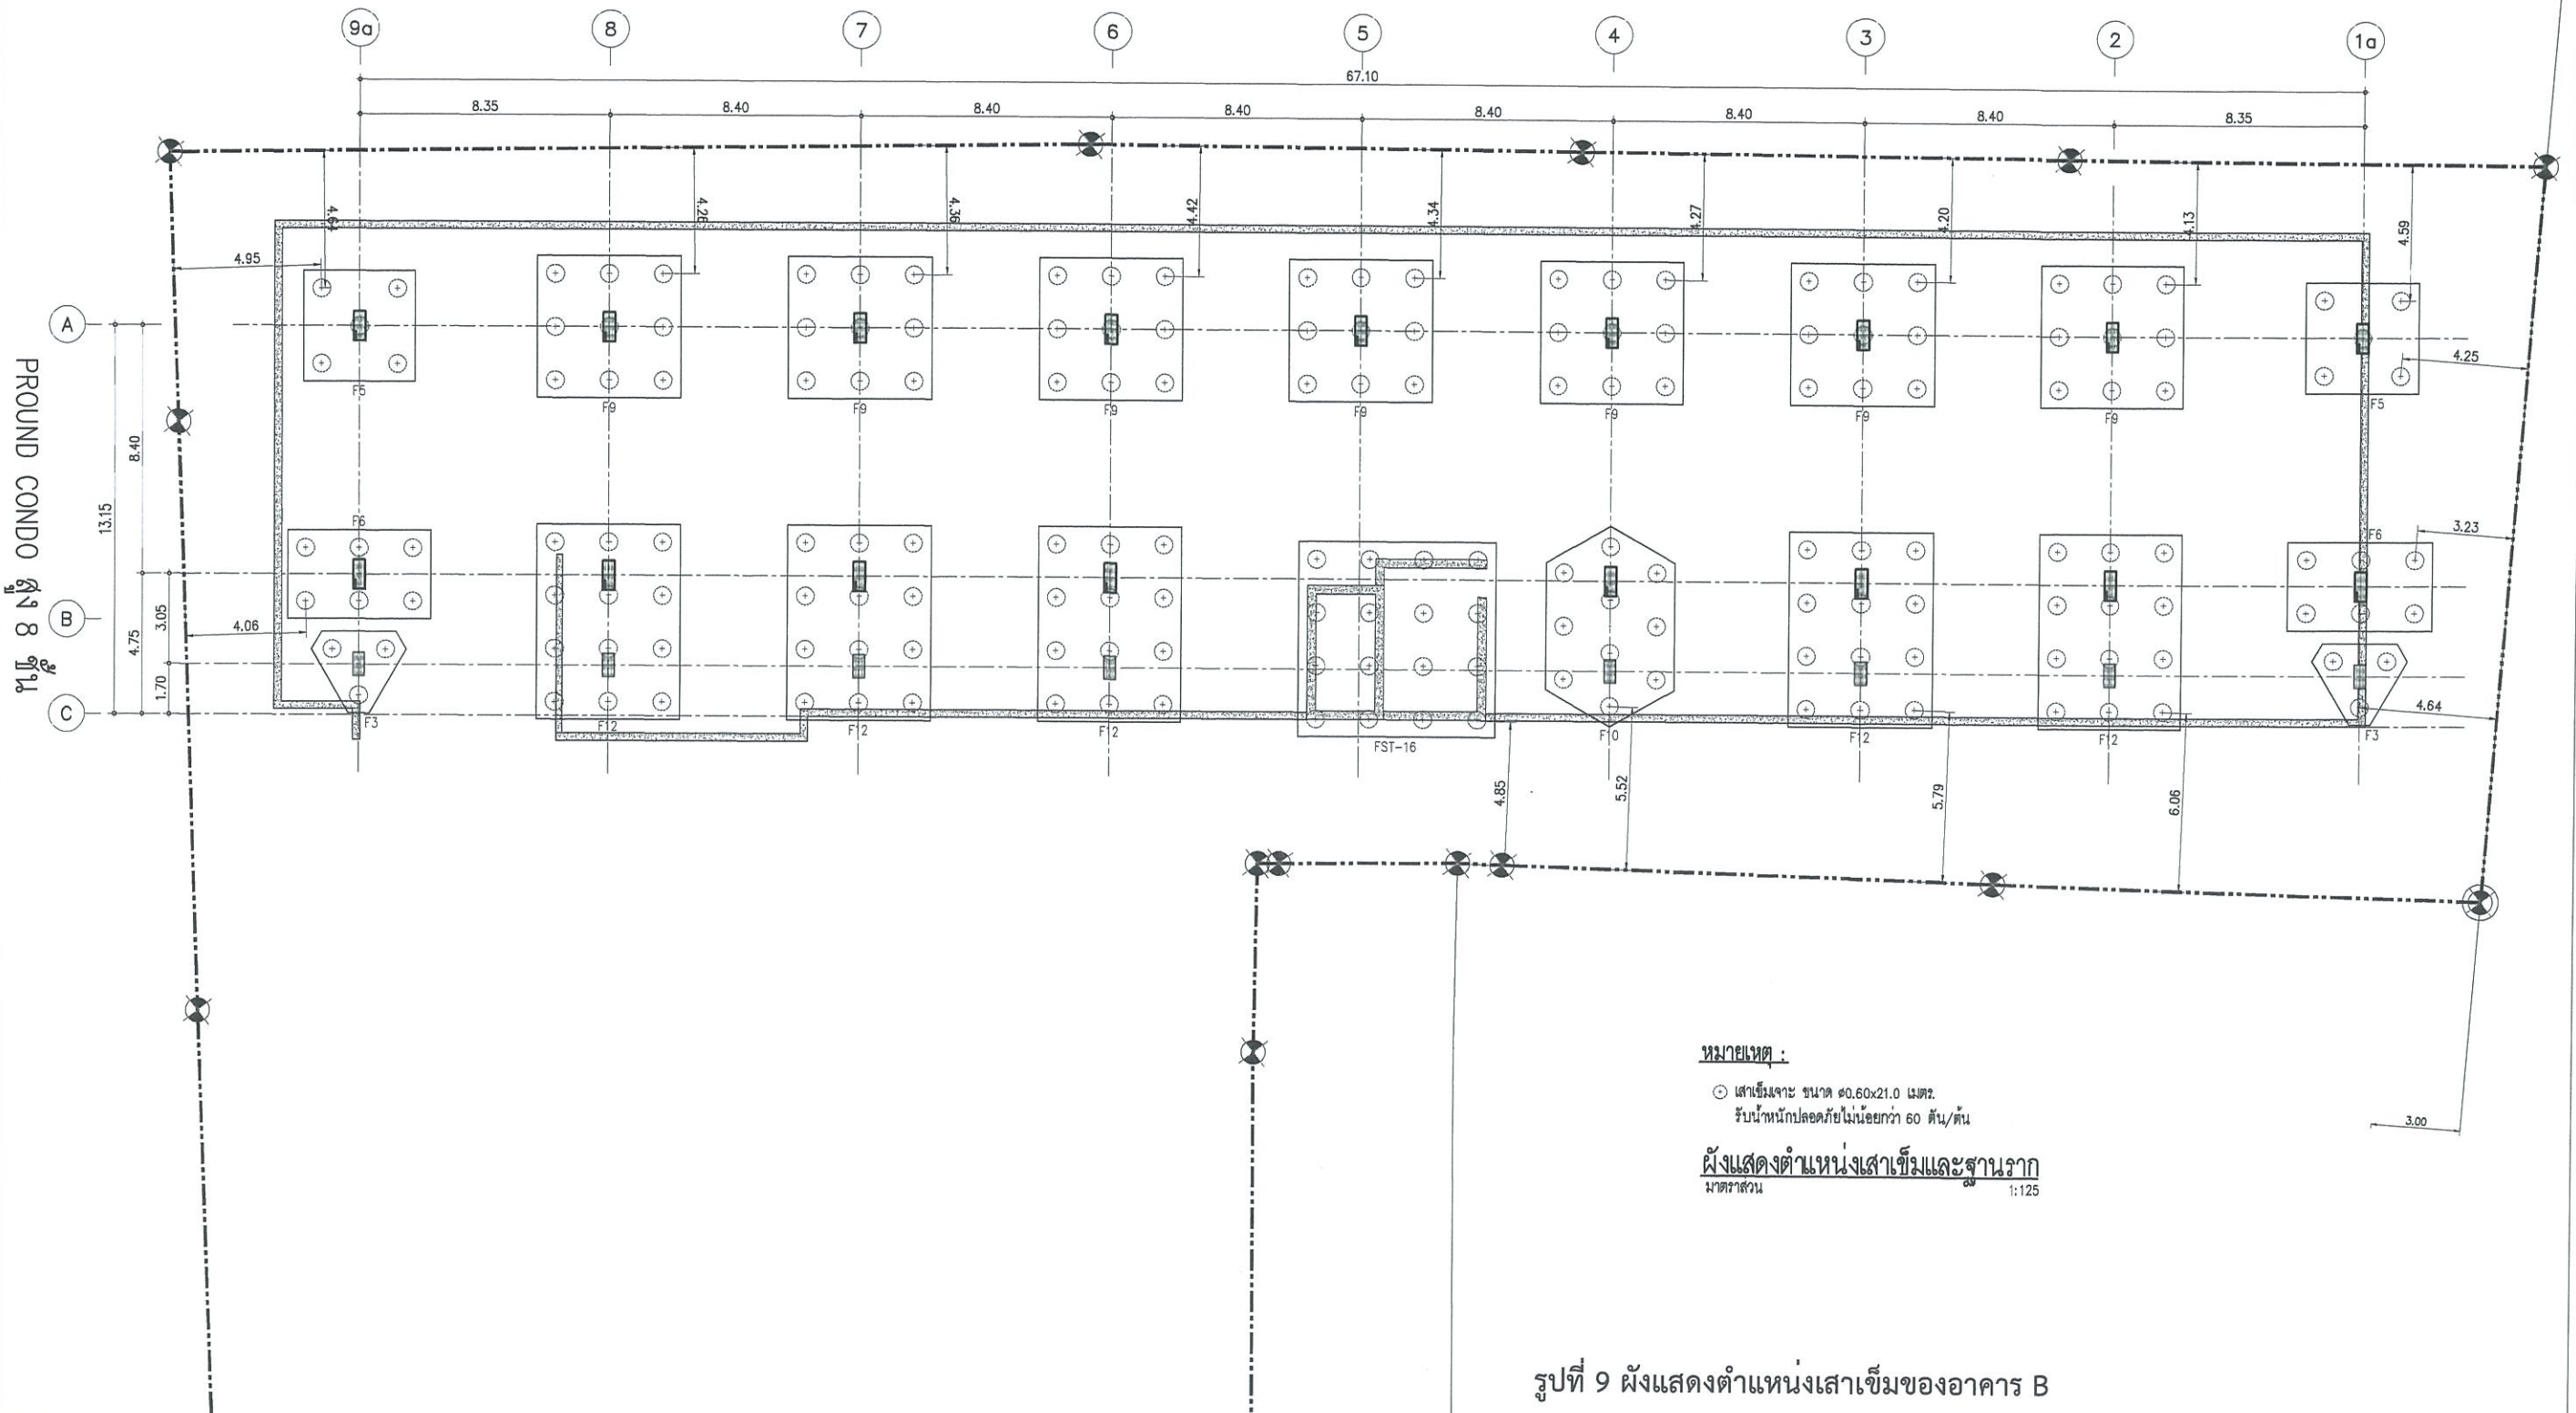 9a 8 7 6 5 4 3 2 1a
67.10
8.35 8.40 8.40 8.40 8.40 8.40 8.40 8.35
4.64 4.26 4.36 4.42 4.34 4.27 4.20 4.13 4.59
4.95
A
4.25
F5 F9 F9 F9 F9 F9 F9 F9 F5
PROUND CONDO สูง 8 ชั้น
13.15
8.40
4.75
3.05
1.70
F6 F6
3.23
B
4.06
C
4.64
F3 F12 F12 F12 FST-16 F10 F12 F12 F3
4.85 5.52 5.79 6.06
หมายเหตุ :
เสาเข็มเจาะ ขนาด ø0.60x21.0 เมตร.
รับน้ำหนักปลอดภัยไม่น้อยกว่า 60 ตัน/ต้น
3.00
ผังแสดงตำแหน่งเสาเข็มและฐานราก
มาตราส่วน 1:125
รูปที่ 9 ผังแสดงตำแหน่งเสาเข็มของอาคาร B